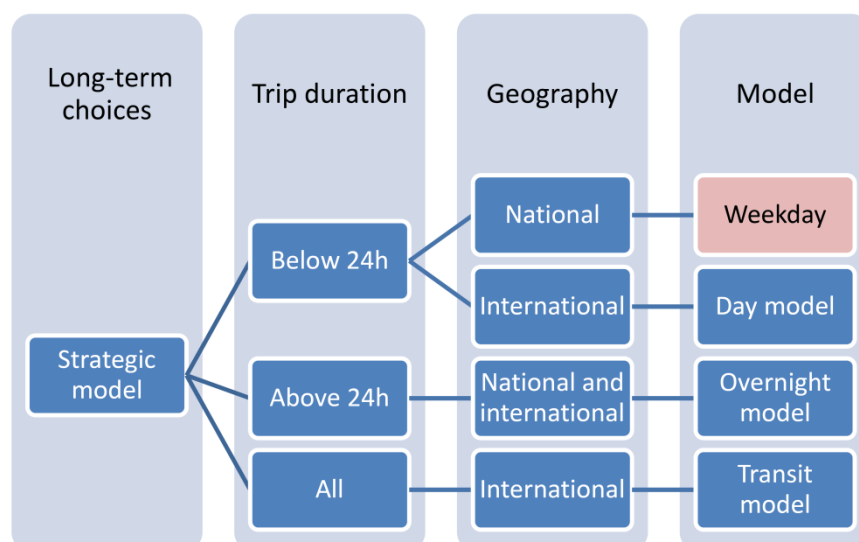 Long-term
choices
Trip duration
Geography
Model
National
Weekday
Below 24h
International
Day model
Strategic
model
Above 24h
National and
international
Overnight
model
All
International
Transit
model